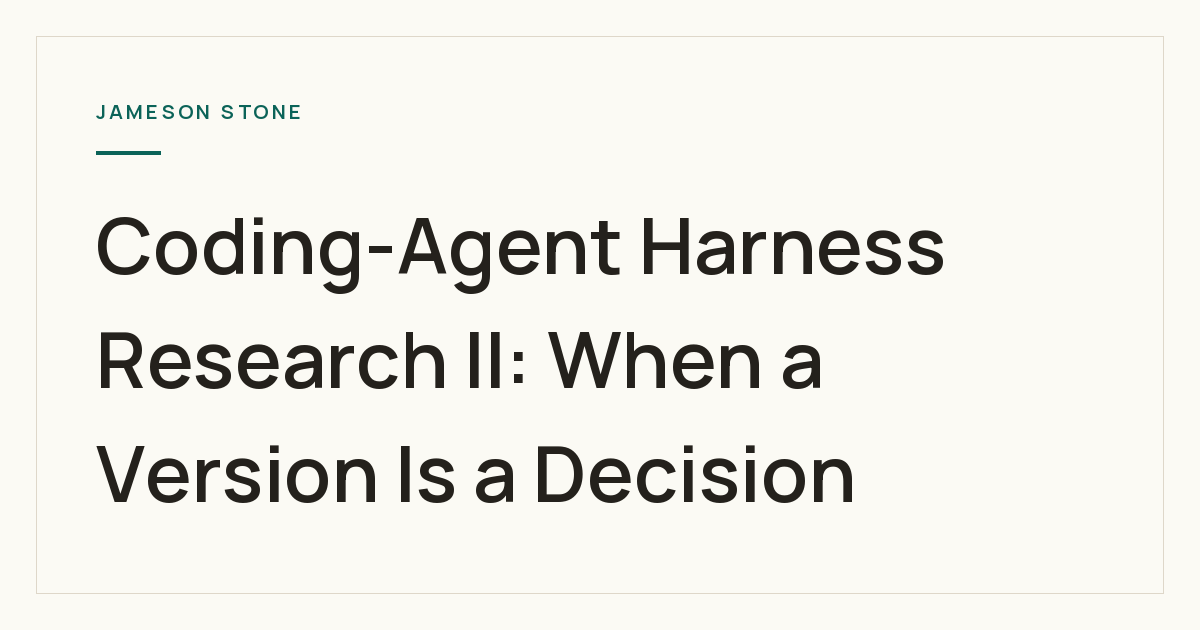 JAMESON STONE
Coding-Agent Harness
Research II: When a
Version Is a Decision